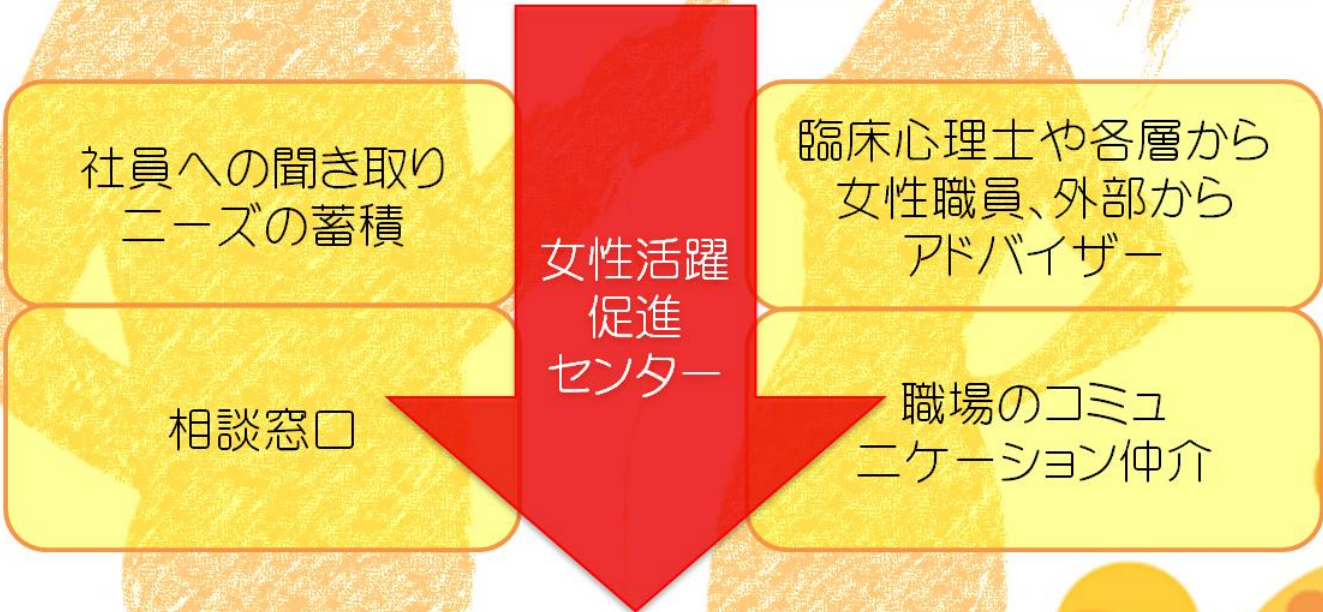 社員への聞き取り
ニーズの蓄積
臨床心理士や各層から
女性職員、外部から
アドバイザー
女性活躍
促進
センター
相談窓口
職場のコミュ
ニケーション仲介